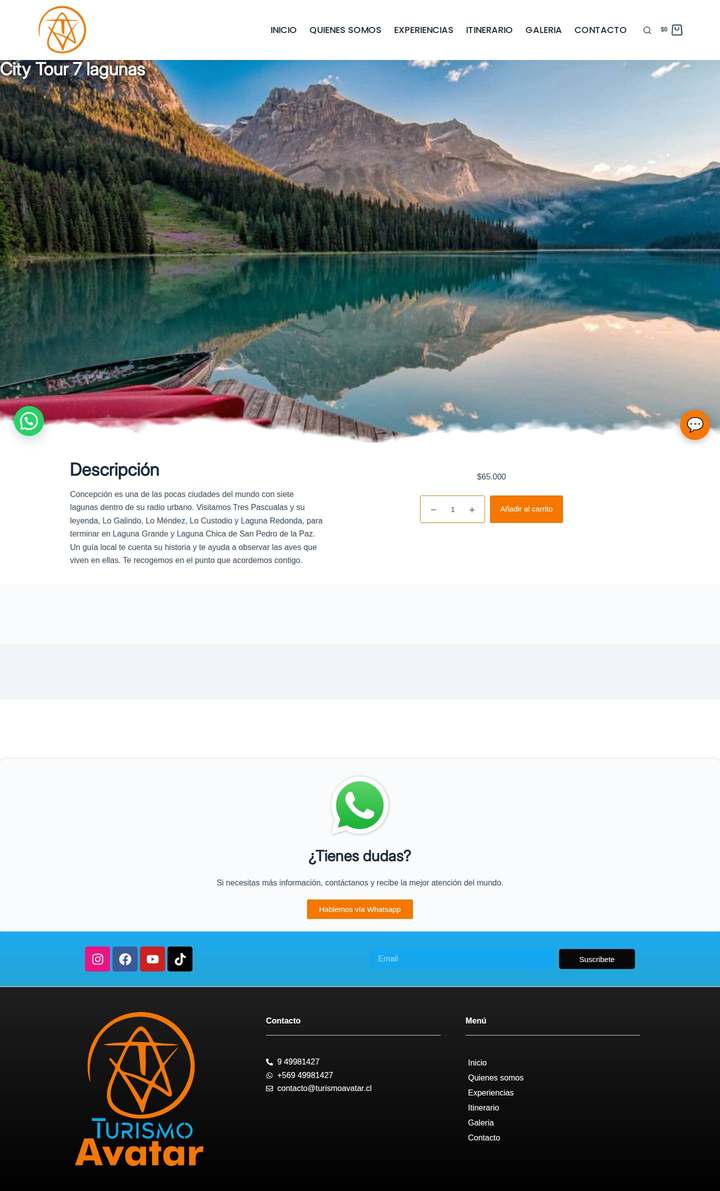 INICIO QUIENES SOMOS EXPERIENCIAS ITINERARIO GALERIA CONTACTO $0
City Tour 7 lagunas
Descripción
Concepción es una de las pocas ciudades del mundo con siete
lagunas dentro de su radio urbano. Visitamos Tres Pascualas y su
leyenda, Lo Galindo, Lo Méndez, Lo Custodio y Laguna Redonda, para
terminar en Laguna Grande y Laguna Chica de San Pedro de la Paz.
Un guía local te cuenta su historia y te ayuda a observar las aves que
viven en ellas. Te recogemos en el punto que acordemos contigo.
$65.000
− 1 + Añadir al carrito
¿Tienes dudas?
Si necesitas más información, contáctanos y recibe la mejor atención del mundo.
Hablemos vía Whatsapp
Email
Suscribete
Turismo
Avatar
Contacto
9 49981427
+569 49981427
contacto@turismoavatar.cl
Menú
Inicio
Quienes somos
Experiencias
Itinerario
Galeria
Contacto